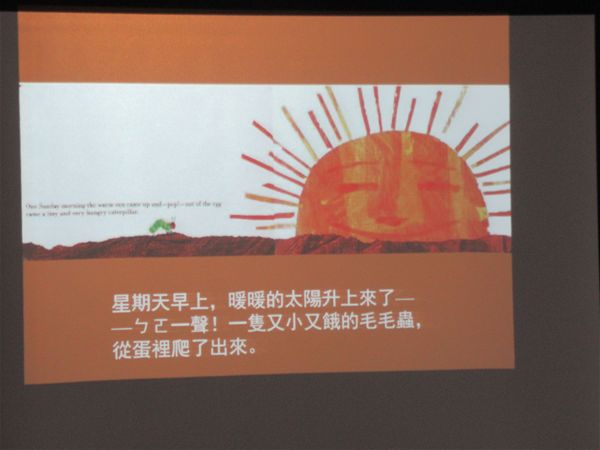 One Sunday morning the warm sun came up and—pop!—out of the egg
came a tiny and very hungry caterpillar.
星期天早上，暖暖的太陽升上來了—
—ㄅㄛ一聲！一隻又小又餓的毛毛蟲，
從蛋裡爬了出來。